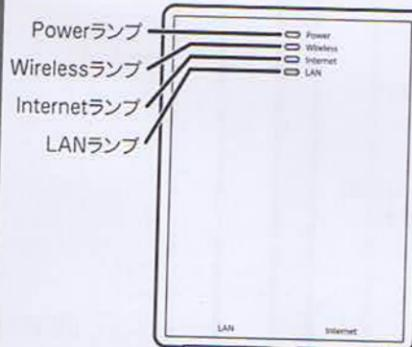 Powerランプ
Wirelessランプ
Internetランプ
LANランプ
Power
Wireless
Internet
LAN
LAN
Internet